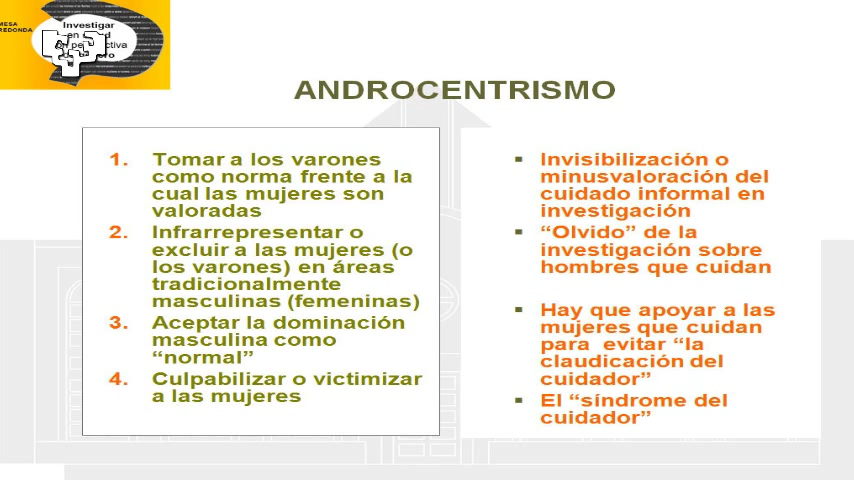 MESA
REDONDA
Investigar
en
ANDROCENTRISMO
1. Tomar a los varones
como norma frente a la
cual las mujeres son
valoradas
2. Infrarrepresentar o
excluir a las mujeres (o
los varones) en áreas
tradicionalmente
masculinas (femeninas)
3. Aceptar la dominación
masculina como
“normal”
4. Culpabilizar o victimizar
a las mujeres
▪ Invisibilización o
minusvaloración del
cuidado informal en
investigación
▪ “Olvido” de la
investigación sobre
hombres que cuidan
▪ Hay que apoyar a las
mujeres que cuidan
para evitar “la
claudicación del
cuidador”
▪ El “síndrome del
cuidador”